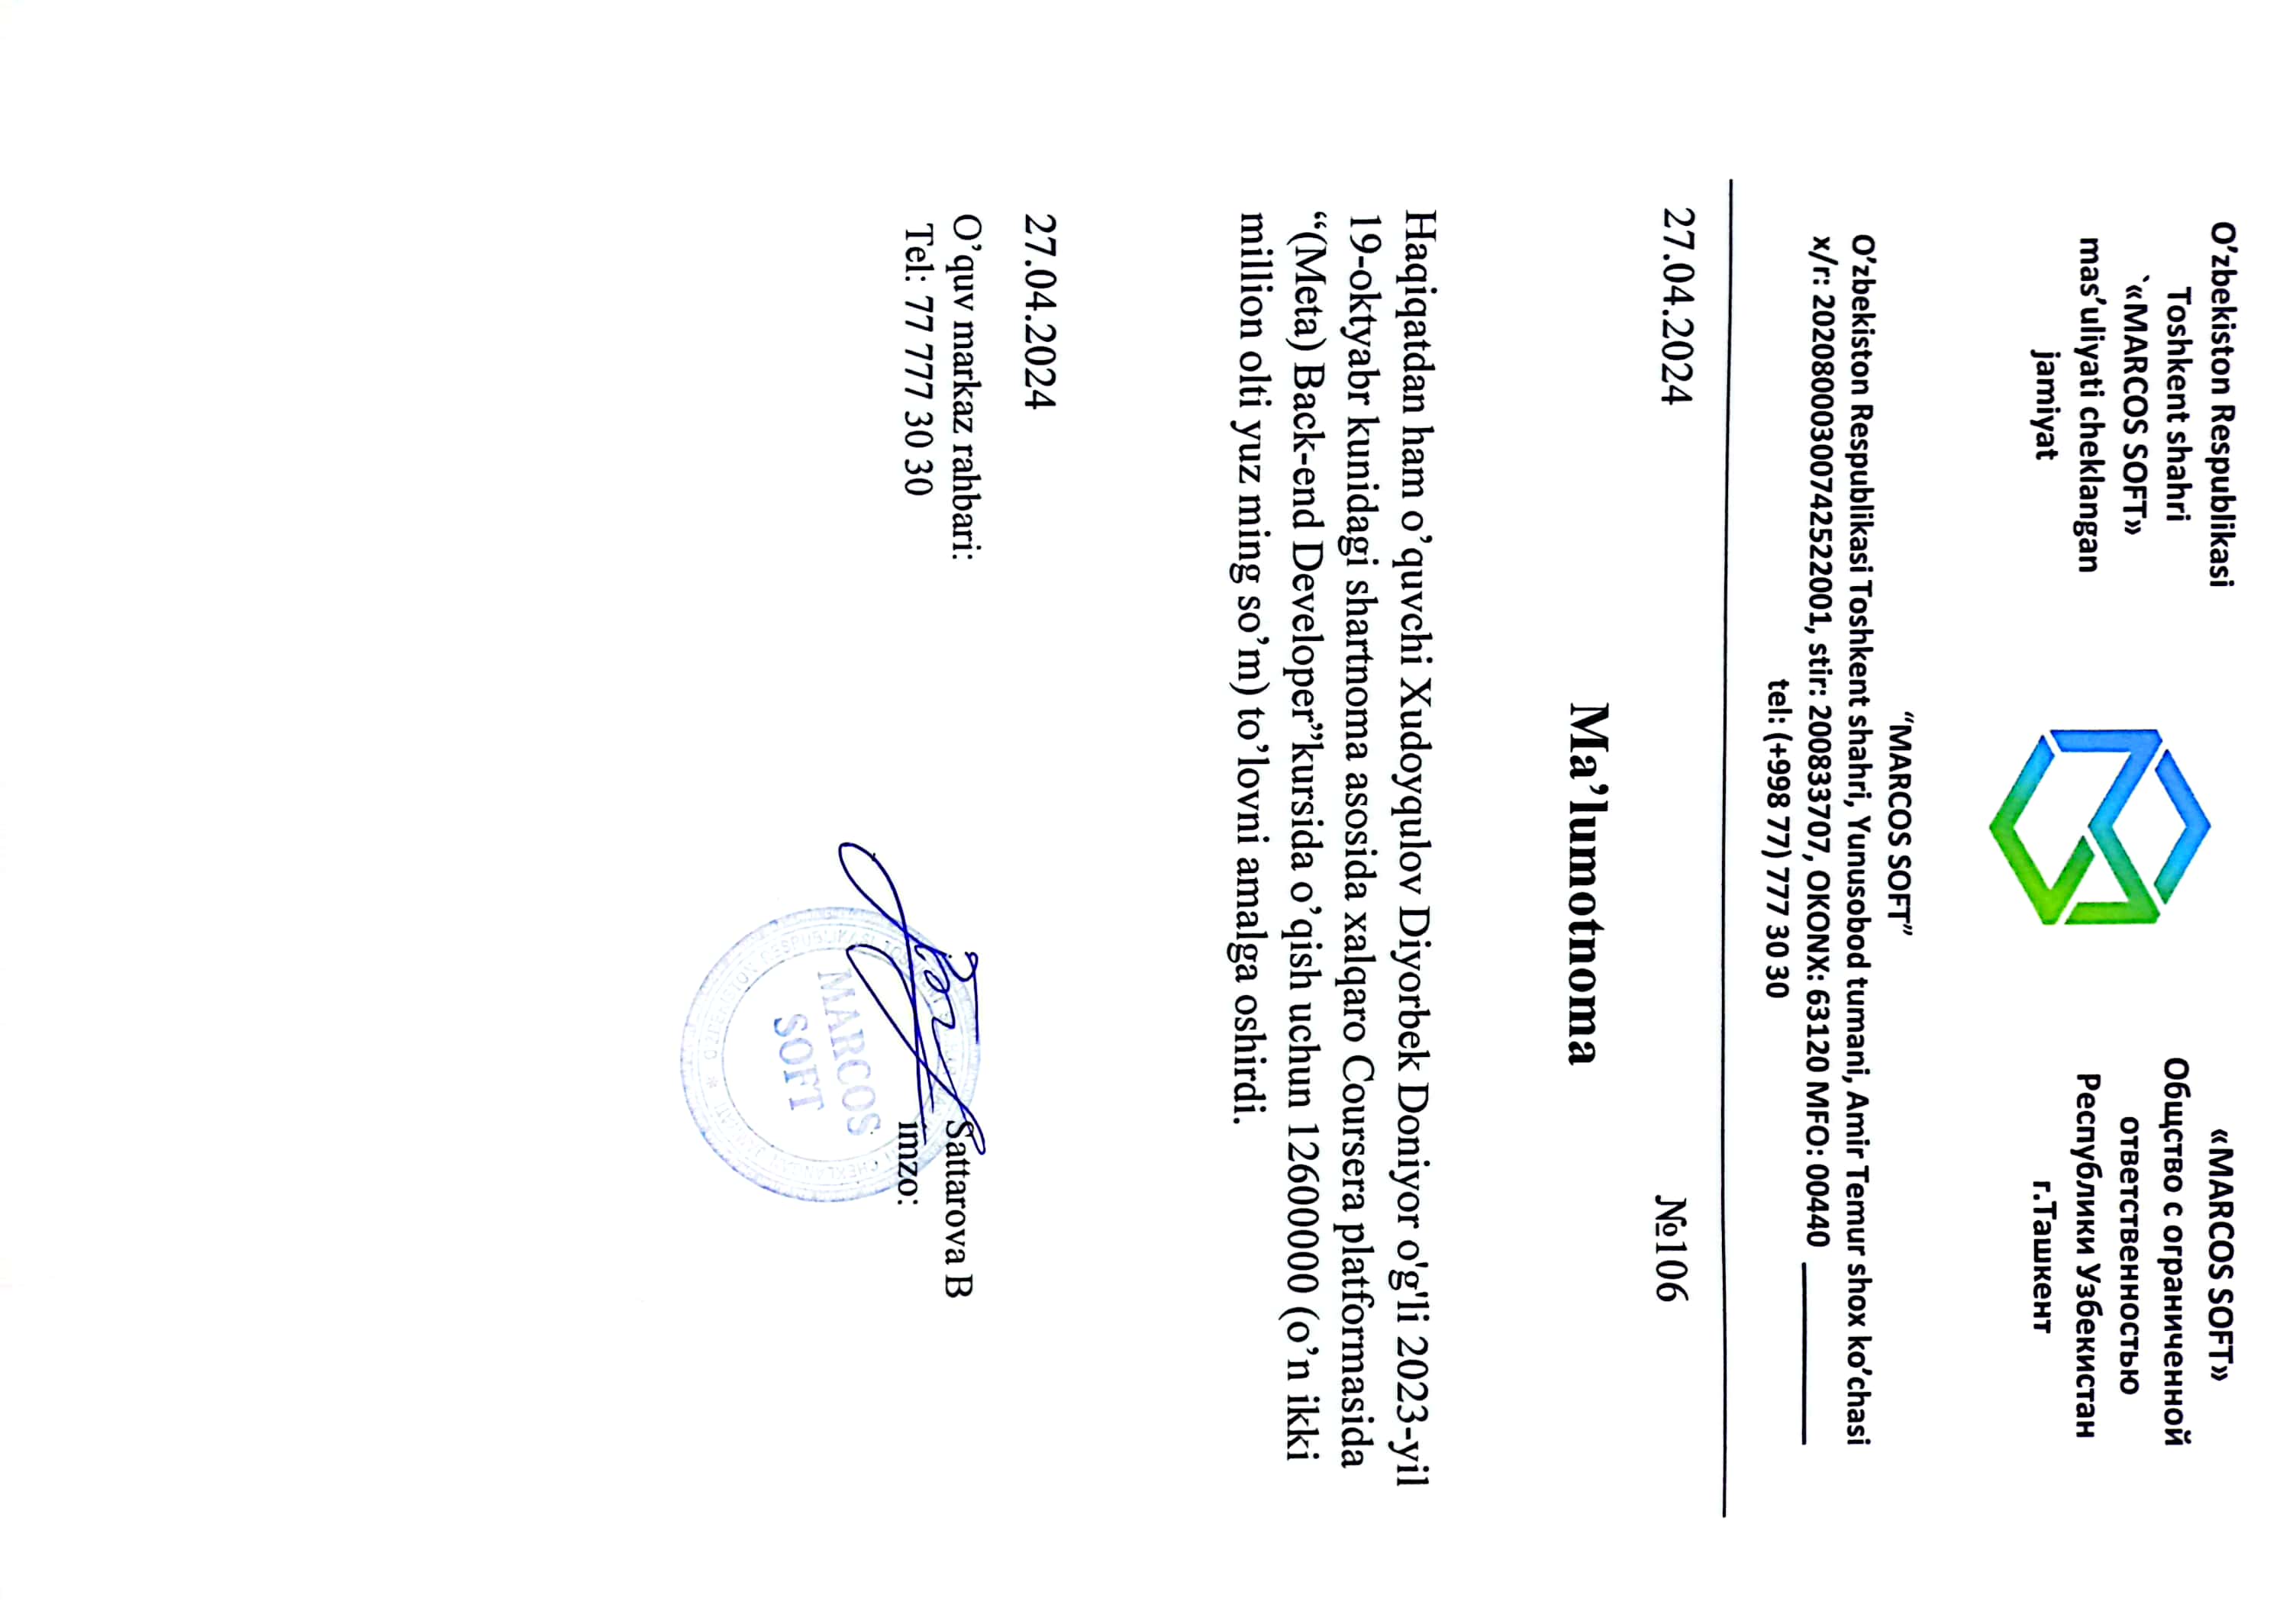 O’zbekiston Respublikasi
Toshkent shahri
`«MARCOS SOFT»
mas’uliyati cheklangan
jamiyat
«MARCOS SOFT»
Общство с ограниченной
ответственностью
Республики Узбекистан
г.Ташкент
“MARCOS SOFT”
O’zbekiston Respublikasi Toshkent shahri, Yunusobod tumani, Amir Temur shox ko’chasi
x/r: 20208000300742522001, stir: 200833707, OKONX: 63120 MFO: 00440
tel: (+998 77) 777 30 30
27.04.2024 №106
Ma’lumotnoma
Haqiqatdan ham o’quvchi Xudoyqulov Diyorbek Doniyor o'g'li 2023-yil
19-oktyabr kunidagi shartnoma asosida xalqaro Coursera platformasida
“(Meta) Back-end Developer”kursida o’qish uchun 12600000 (o’n ikki
million olti yuz ming so’m) to’lovni amalga oshirdi.
27.04.2024
O’quv markaz rahbari: Sattarova B
Tel: 77 777 30 30 imzo:
MARCOS
SOFT